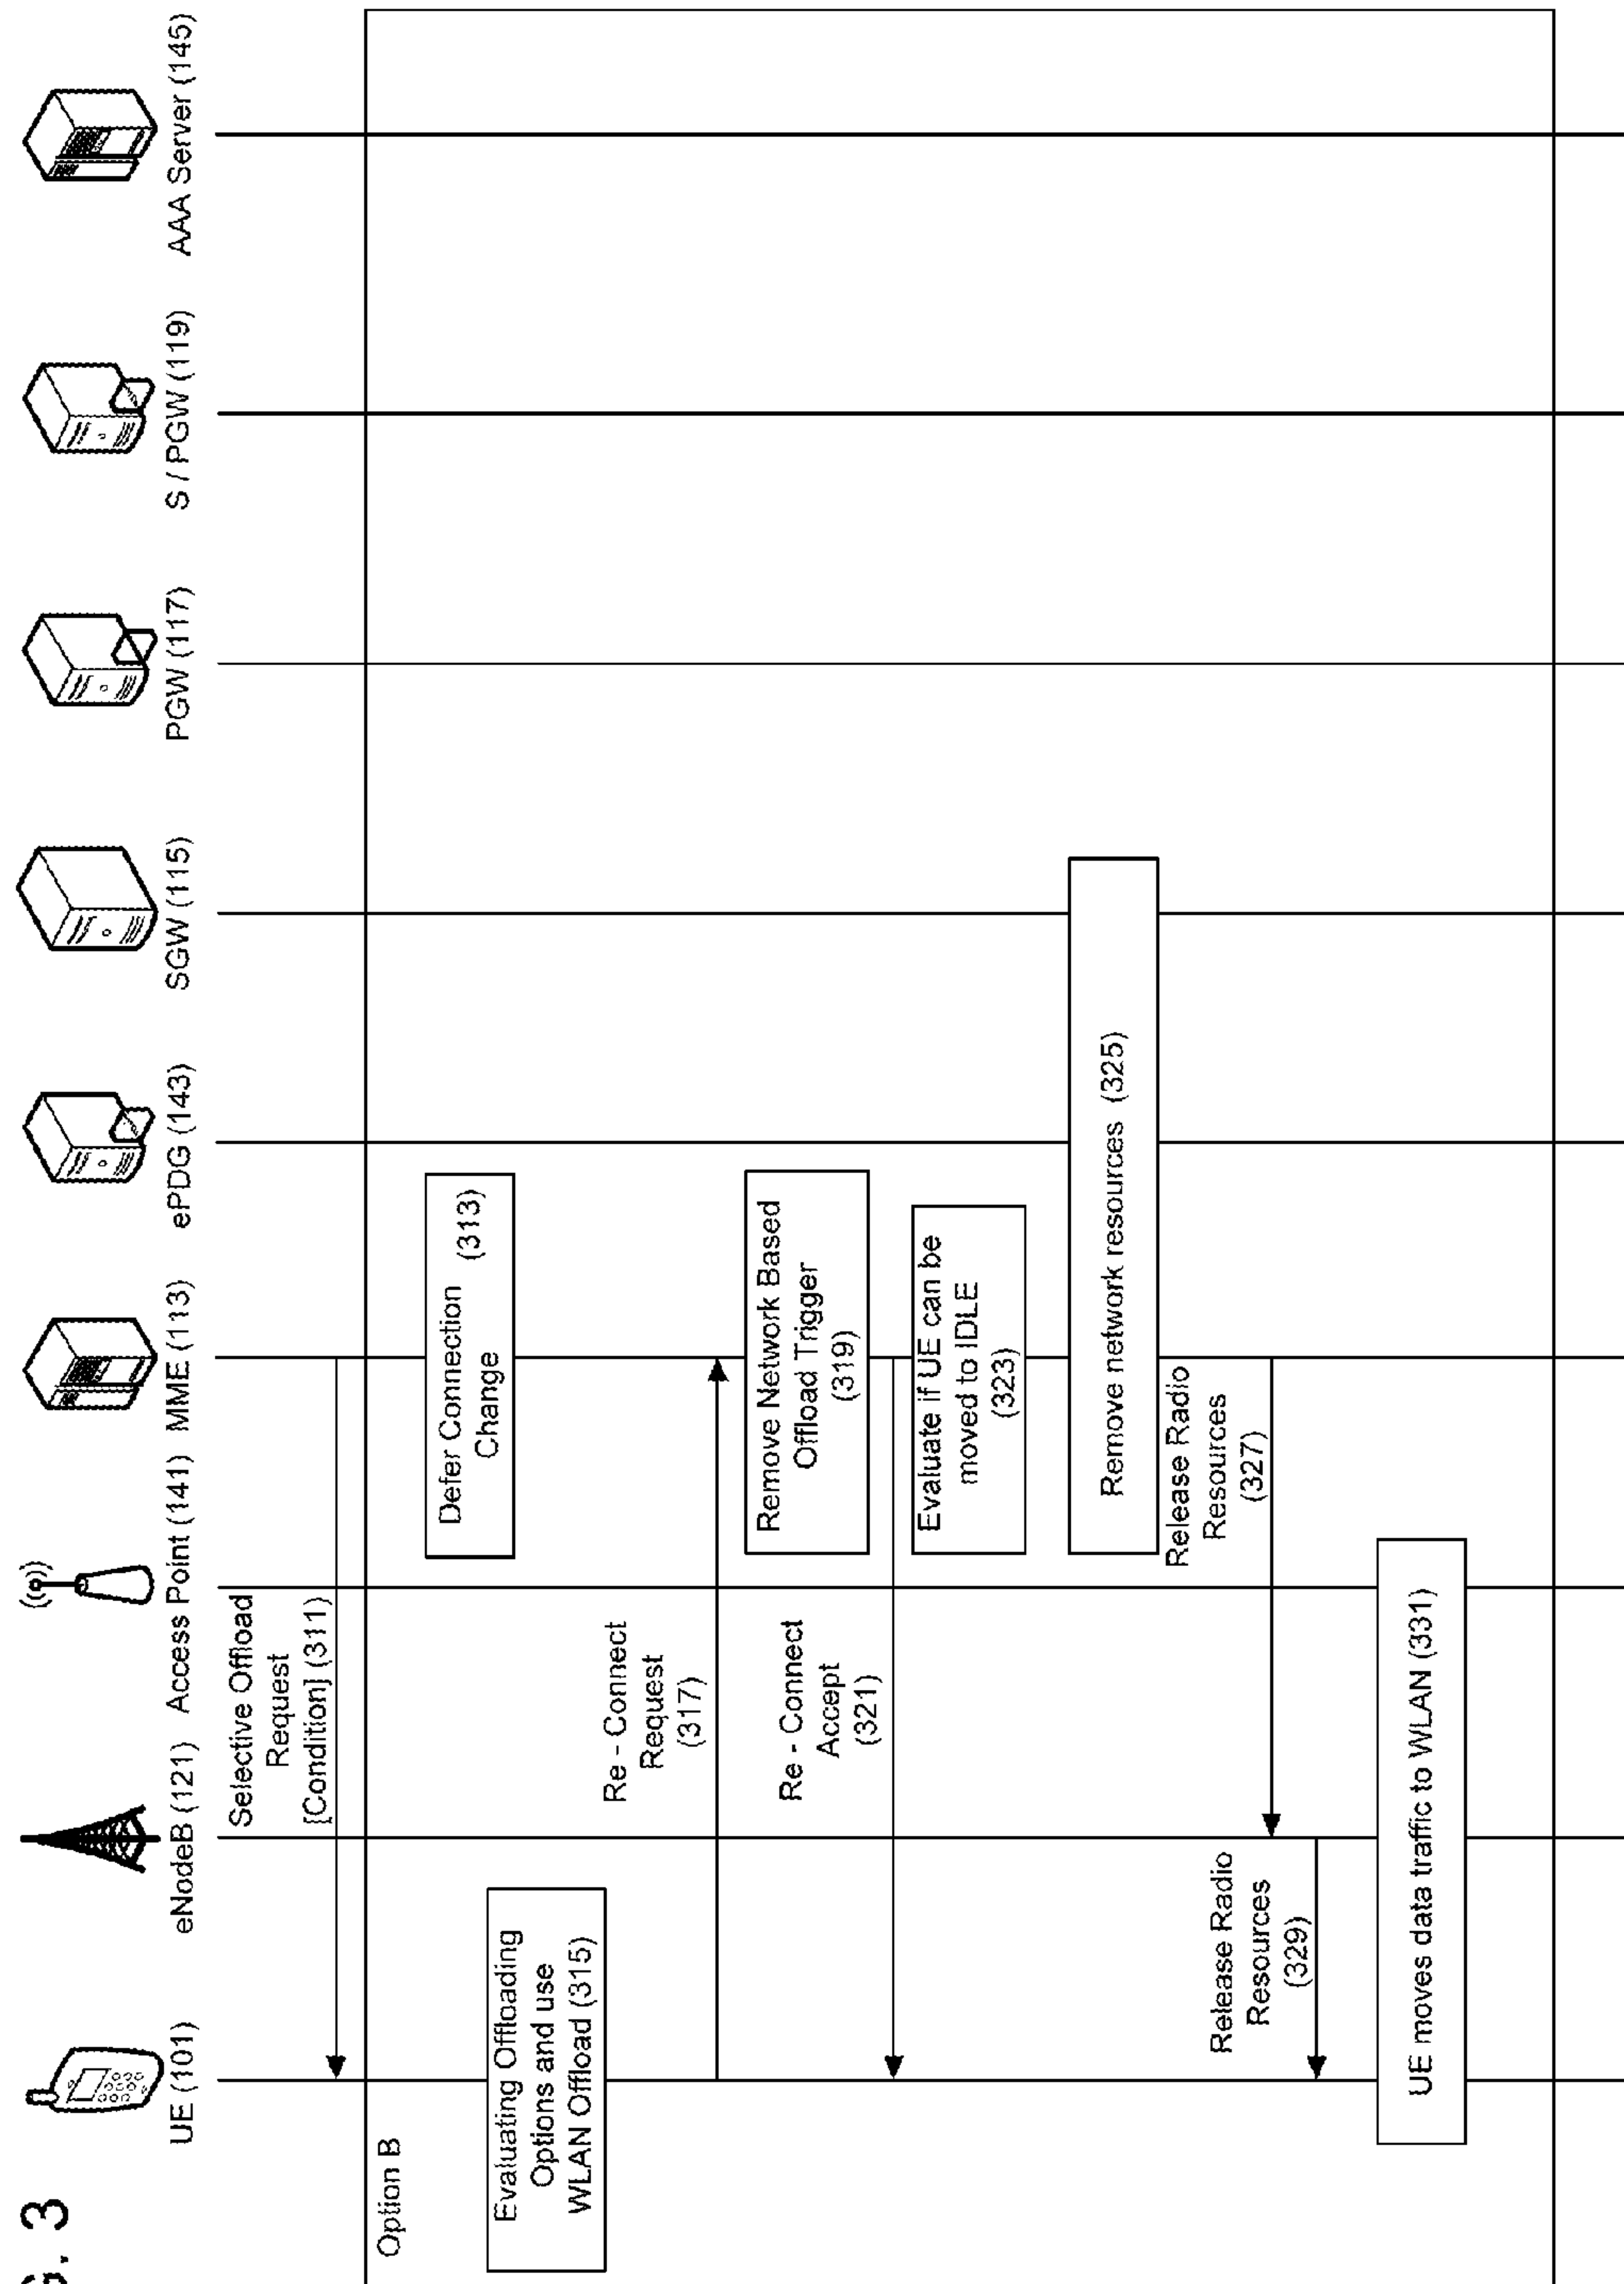 G. 3
UE (101)
eNodeB (121)
Access Point (141)
MME (113)
ePDG (143)
SGW (115)
PGW (117)
S / PGW (119)
AAA Server (145)
Selective Offload
Request
[Condition] (311)
Option B
Defer Connection
Change
(313)
Evaluating Offloading
Options and use
WLAN Offload (315)
Re - Connect
Request
(317)
Remove Network Based
Offload Trigger
(319)
Re - Connect
Accept
(321)
Evaluate if UE can be
moved to IDLE
(323)
Remove network resources (325)
Release Radio
Resources
(327)
Release Radio
Resources
(329)
UE moves data traffic to WLAN (331)